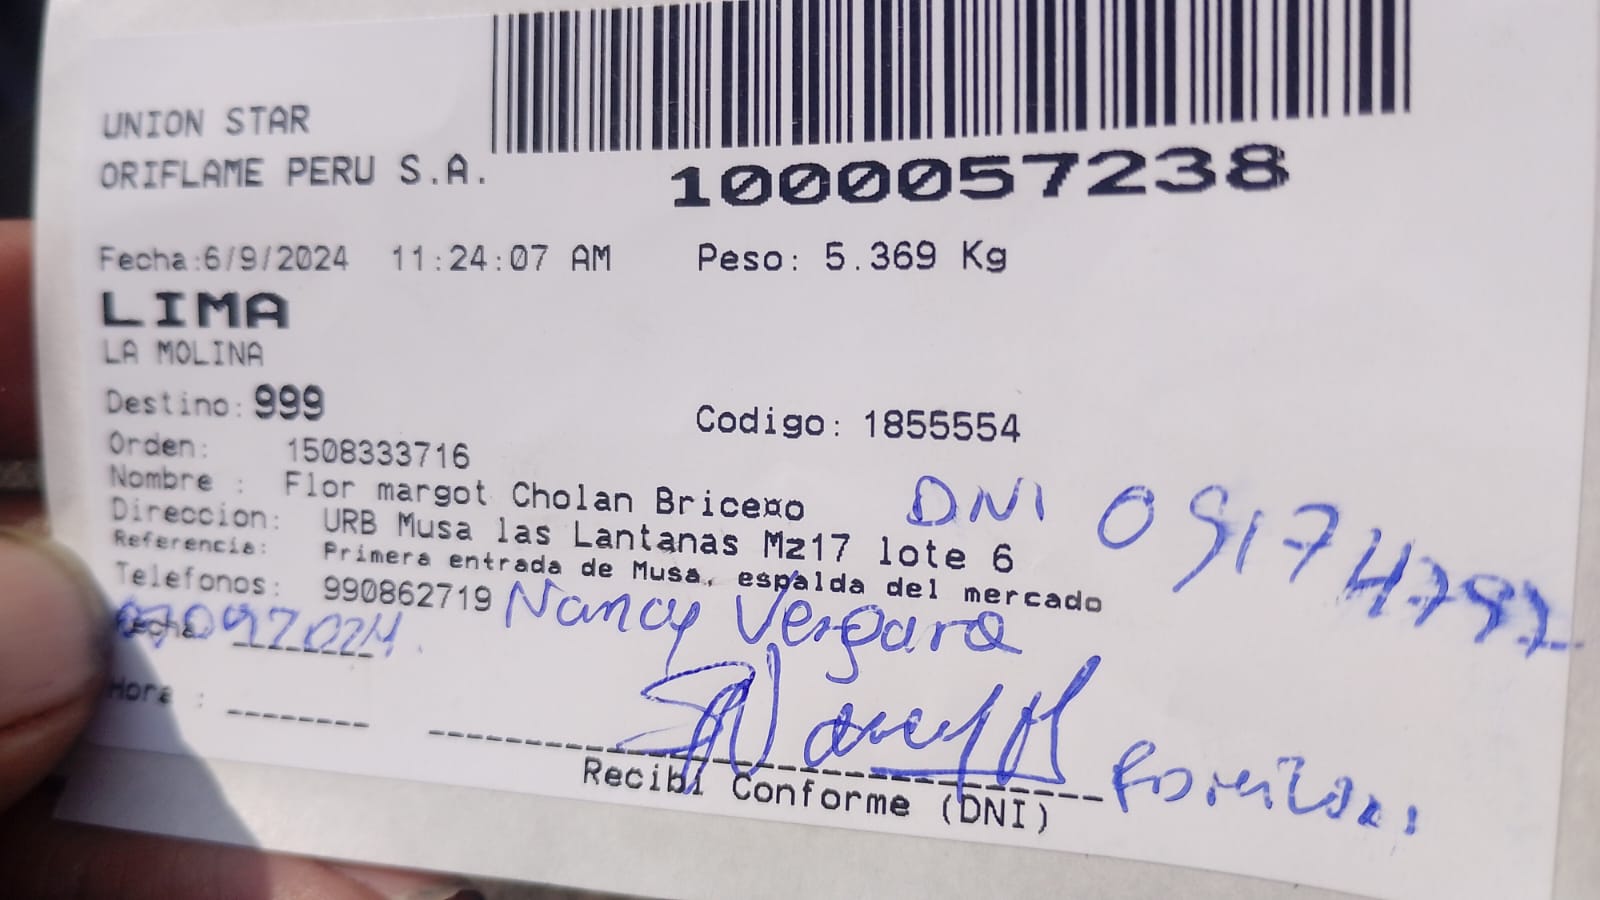 UNION STAR
ORIFLAME PERU S.A.
1000057238
Fecha:6/9/2024 11:24:07 AM Peso: 5.369 Kg
LIMA
LA MOLINA
Destino: 999 Codigo: 1855554
Orden: 1508333716
Nombre : Flor margot Cholan Brice¤o
DNI
Direccion: URB Musa las Lantanas Mz17 lote 6
Referencia: Primera entrada de Musa, espalda del mercado
Telefonos: 990862719
Nancy Vergara
Fecha
Hora :
Recibi Conforme (DNI)